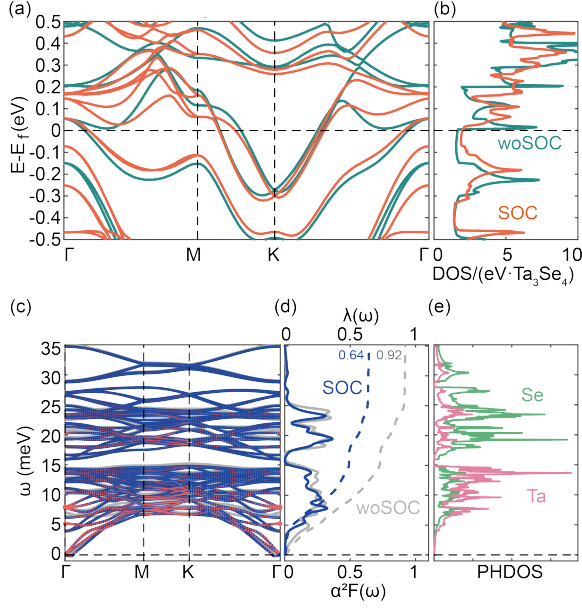 (a)
(b)
0.5
0.4
0.3
0.2
0.1
0
-0.1
-0.2
-0.3
-0.4
-0.5
E-E_f (eV)
Γ M K Γ
woSOC
SOC
0 5 10
DOS/(eV·Ta₃Se₄)
(c)
(d)
(e)
λ(ω)
0 0.5 1
35
30
25
20
15
10
5
0
ω (meV)
Γ M K Γ
0.64 0.92
SOC
woSOC
0 0.5 1
α²F(ω)
Se
Ta
PHDOS